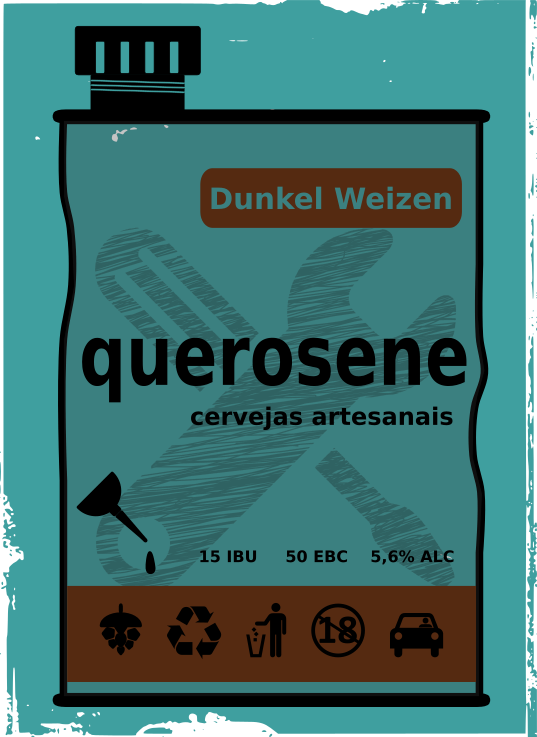 Dunkel Weizen
querosene
cervejas artesanais
15 IBU 50 EBC 5,6% ALC
18